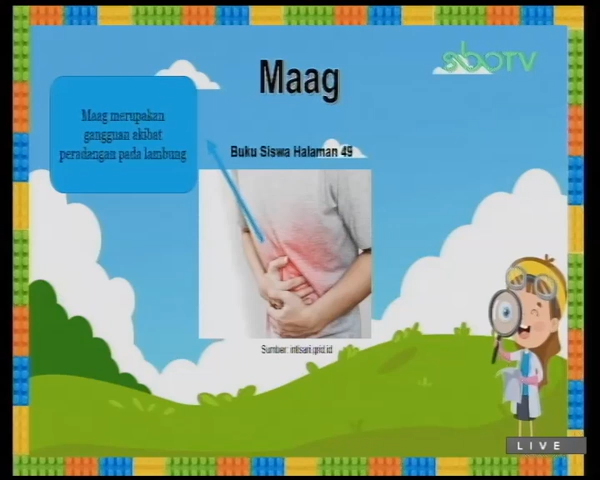 sboTV
Maag
Maag merupakan
gangguan akibat
peradangan pada lambung
Buku Siswa Halaman 49
Sumber: intisari.grid.id
LIVE